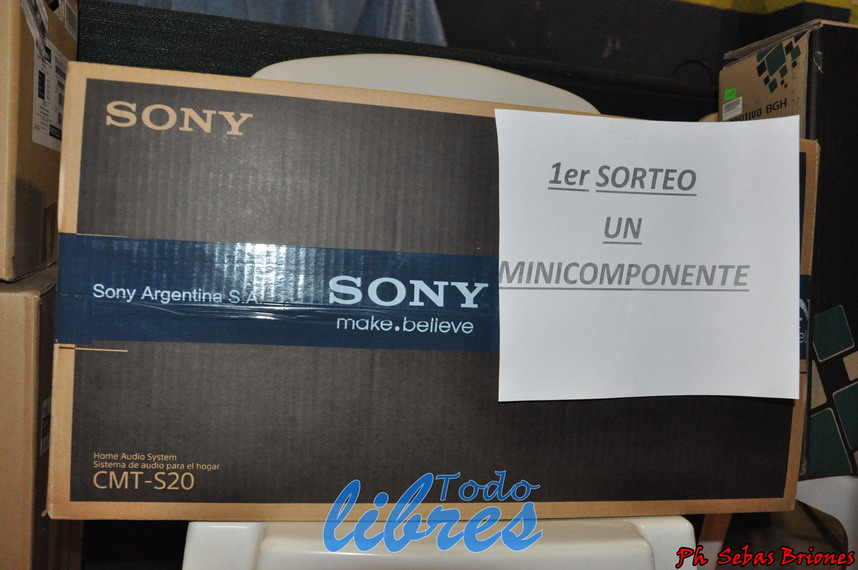 SONY
1er SORTEO
UN
MINICOMPONENTE
Sony Argentina S.A.
SONY
make.believe
Home Audio System
Sistema de audio para el hogar
CMT-S20
BGH
Todo
libres
Ph Sebas Briones